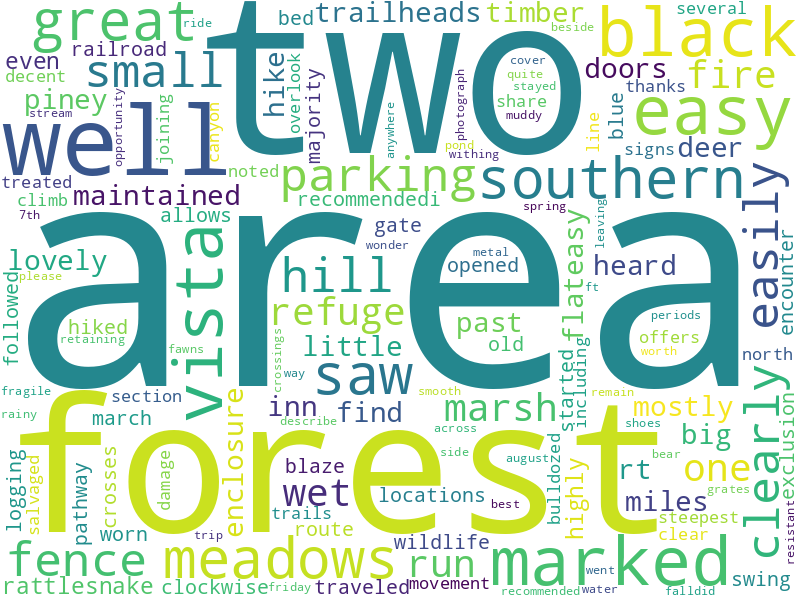 great
ride
two
bed
trailheads
timber
several
beside
black
railroad
even
decent
small
hike
overlook
majority
cover
quite
stayed
share
muddy
photograph
anywhere
doors
thanks
fire
piney
stream
opportunity
joining
canyon
well
noted
pond
withing
line
blue
easy
signs
deer
treated
climb
7th
maintained
allows
recommendedi
parking
southern
spring
leaving
easily
encounter
followed
lovely
please
vista
area
gate
wonder
metal
opened
flateasy
heard
hill
ft
hiked
retaining
refuge
past
old
periods
offers
worth
north
fawns
little
crossings
way
saw
started
including
fragile
rainy
section
march
inn
find
describe
smooth
marsh
remain
shoes
mostly
clearly
exclusion
resistant
forest
across
side
august
bulldozed
big
bear
logging
salvaged
pathway
crosses
damage
enclosure
blaze
wet
locations
best
highly
rt
one
grates
miles
worn
trails
route
trip
steepest
clear
wildlife
fence
meadows
run
marked
went
water
swing
rattlesnake
clockwise
friday
traveled
movement
recommended
falldid